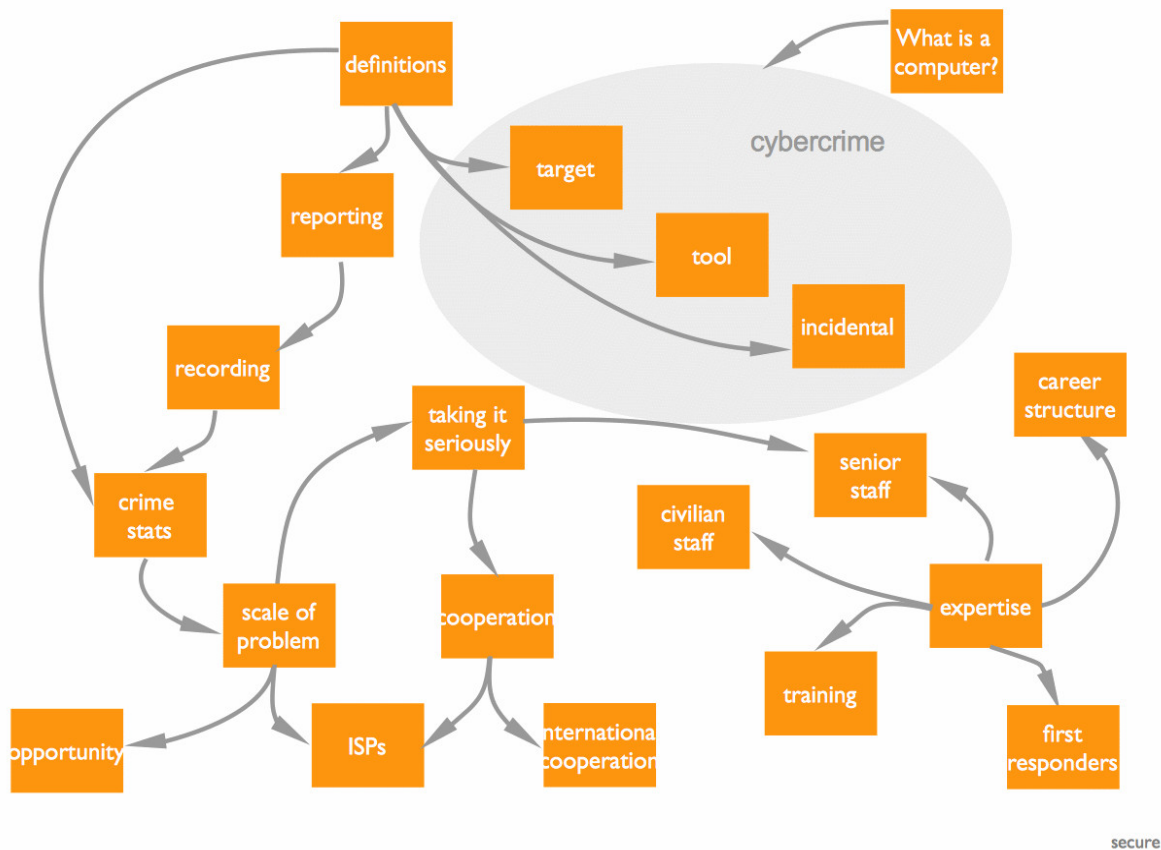 What is a
computer?
definitions
cybercrime
target
reporting
tool
incidental
recording
career
structure
taking it
seriously
senior
staff
civilian
staff
crime
stats
scale of
problem
cooperation
expertise
training
opportunity
ISPs
nternationa
cooperation
first
responders
secure